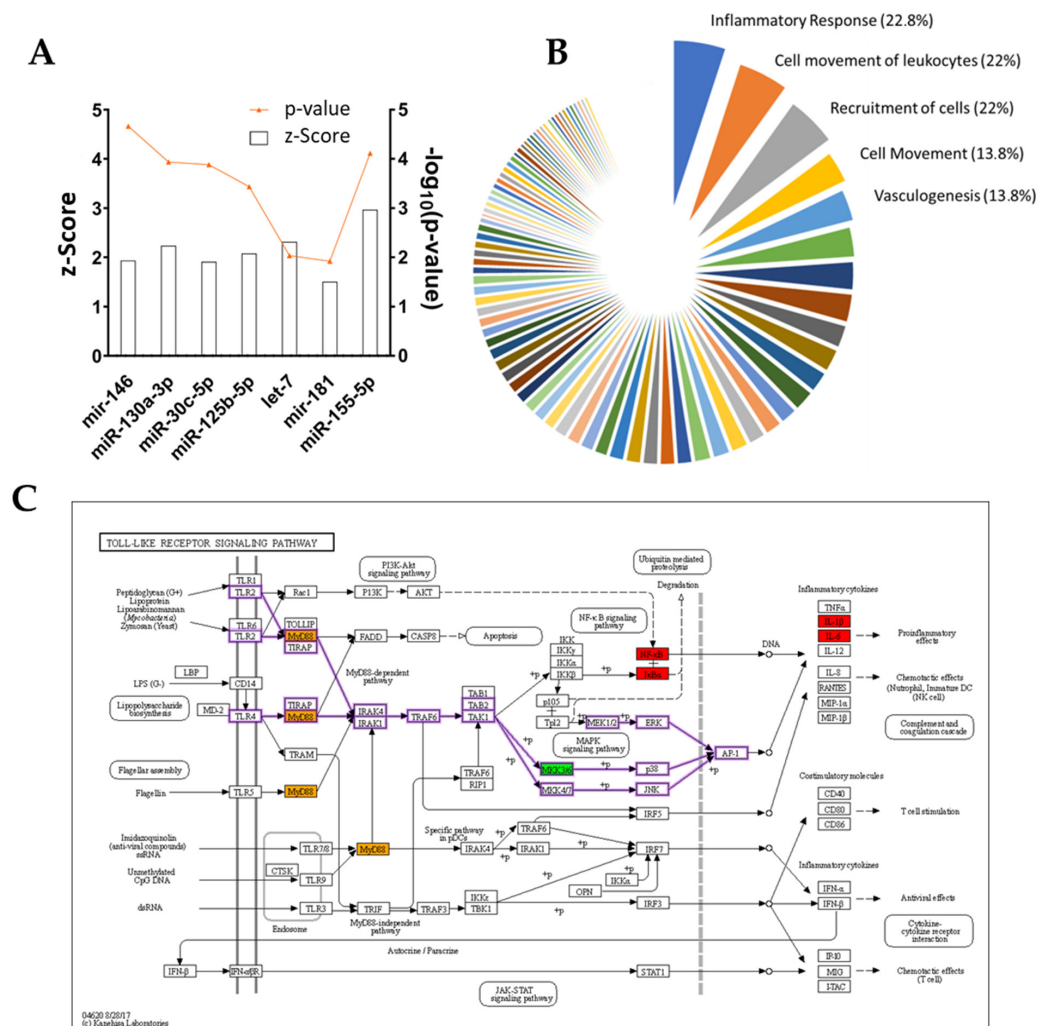 A
B
Inflammatory Response (22.8%)
Cell movement of leukocytes (22%)
Recruitment of cells (22%)
Cell Movement (13.8%)
Vasculogenesis (13.8%)
p-value
z-Score
5
4
3
2
1
0
z-Score
5
4
3
2
1
0
-log10(p-value)
mir-146
miR-130a-3p
miR-30c-5p
miR-125b-5p
let-7
mir-181
miR-155-5p
C
TOLL-LIKE RECEPTOR SIGNALING PATHWAY
PI3K-Akt
signaling pathway
Ubiquitin mediated
proteolysis
Degradation
Inflammatory cytokines
Peptidoglycan (G+)
Lipoprotein
Lipoarabinomannan
(Mycobacteria)
Zymosan (Yeast)
TLR1
TLR2
Rac1
P13K
AKT
TLR6
TLR2
TOLLIP
MyD88
TIRAP
FADD
CASP8
Apoptosis
NF-κB signaling
pathway
IKK
IKKγ
IKKα
IKKβ
+p
NF-κB
IκBα
+p
p105
Tpl2
DNA
TNFα
IL-1β
IL-6
IL-12
Proinflammatory
effects
IL-8
RANTES
MIP-1α
MIP-1β
Chemotactic effects
(Nutrophil, Immature DC
(NK cell)
Complement and
coagulation cascade
LBP
LPS (G-)
CD14
MD-2
TLR4
Lipopolysaccharide
biosynthesis
MyD88-dependent
pathway
TIRAP
MyD88
IRAK4
IRAK1
TRAF6
TAB1
TAB2
TAK1
TRAM
+p
MEK1/2
+p
ERK
MAPK
signaling pathway
+p
MKK3/6
+p
p38
+p
MKK4/7
+p
JNK
AP-1
+p
Flagellar assembly
Flagellin
TLR5
MyD88
TRAF6
RIP1
IRF5
Costimulatory molecules
CD40
CD80
CD86
T cell stimulation
Imidazoquinolin
(anti-viral compounds)
ssRNA
TLR7/8
MyD88
Specific pathway
in pDCs
IRAK4
+p
IRAK1
TRAF6
+p
IRF7
Unmethylated
CpG DNA
CTSK
TLR9
IKKα
OPN
+p
dsRNA
TLR3
TRIF
TRAF3
TBK1
+p
IRF3
Endosome
MyD88-independent
pathway
Inflammatory cytokines
IFN-α
IFN-β
Antiviral effects
Cytokine-
cytokine receptor
interaction
Autocrine / Paracrine
IFN-β
IFN-αβR
STAT1
JAK-STAT
signaling pathway
IP-10
MIG
I-TAC
Chemotactic effects
(T cell)
04620 8/28/17
(c) Kanehisa Laboratories